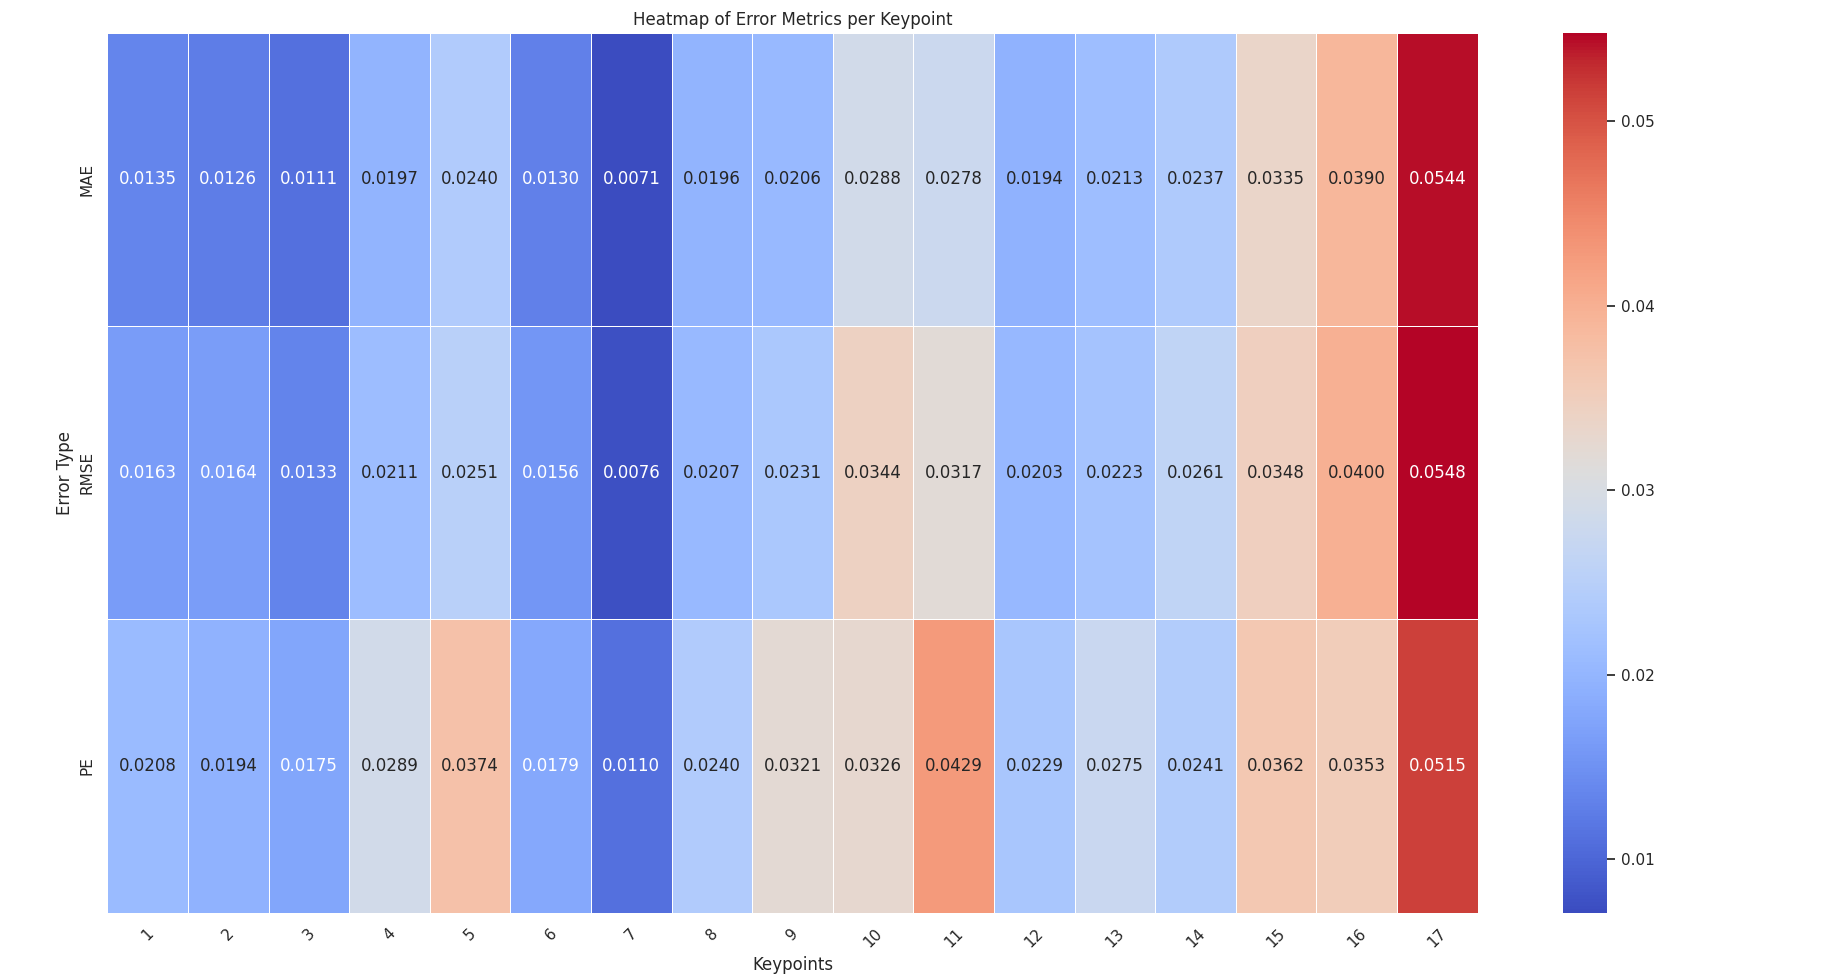 Heatmap of Error Metrics per Keypoint
Error Type
MAE
0.0135 0.0126 0.0111 0.0197 0.0240 0.0130 0.0071 0.0196 0.0206 0.0288 0.0278 0.0194 0.0213 0.0237 0.0335 0.0390 0.0544
RMSE
0.0163 0.0164 0.0133 0.0211 0.0251 0.0156 0.0076 0.0207 0.0231 0.0344 0.0317 0.0203 0.0223 0.0261 0.0348 0.0400 0.0548
PE
0.0208 0.0194 0.0175 0.0289 0.0374 0.0179 0.0110 0.0240 0.0321 0.0326 0.0429 0.0229 0.0275 0.0241 0.0362 0.0353 0.0515
1 2 3 4 5 6 7 8 9 10 11 12 13 14 15 16 17
Keypoints
0.05
0.04
0.03
0.02
0.01